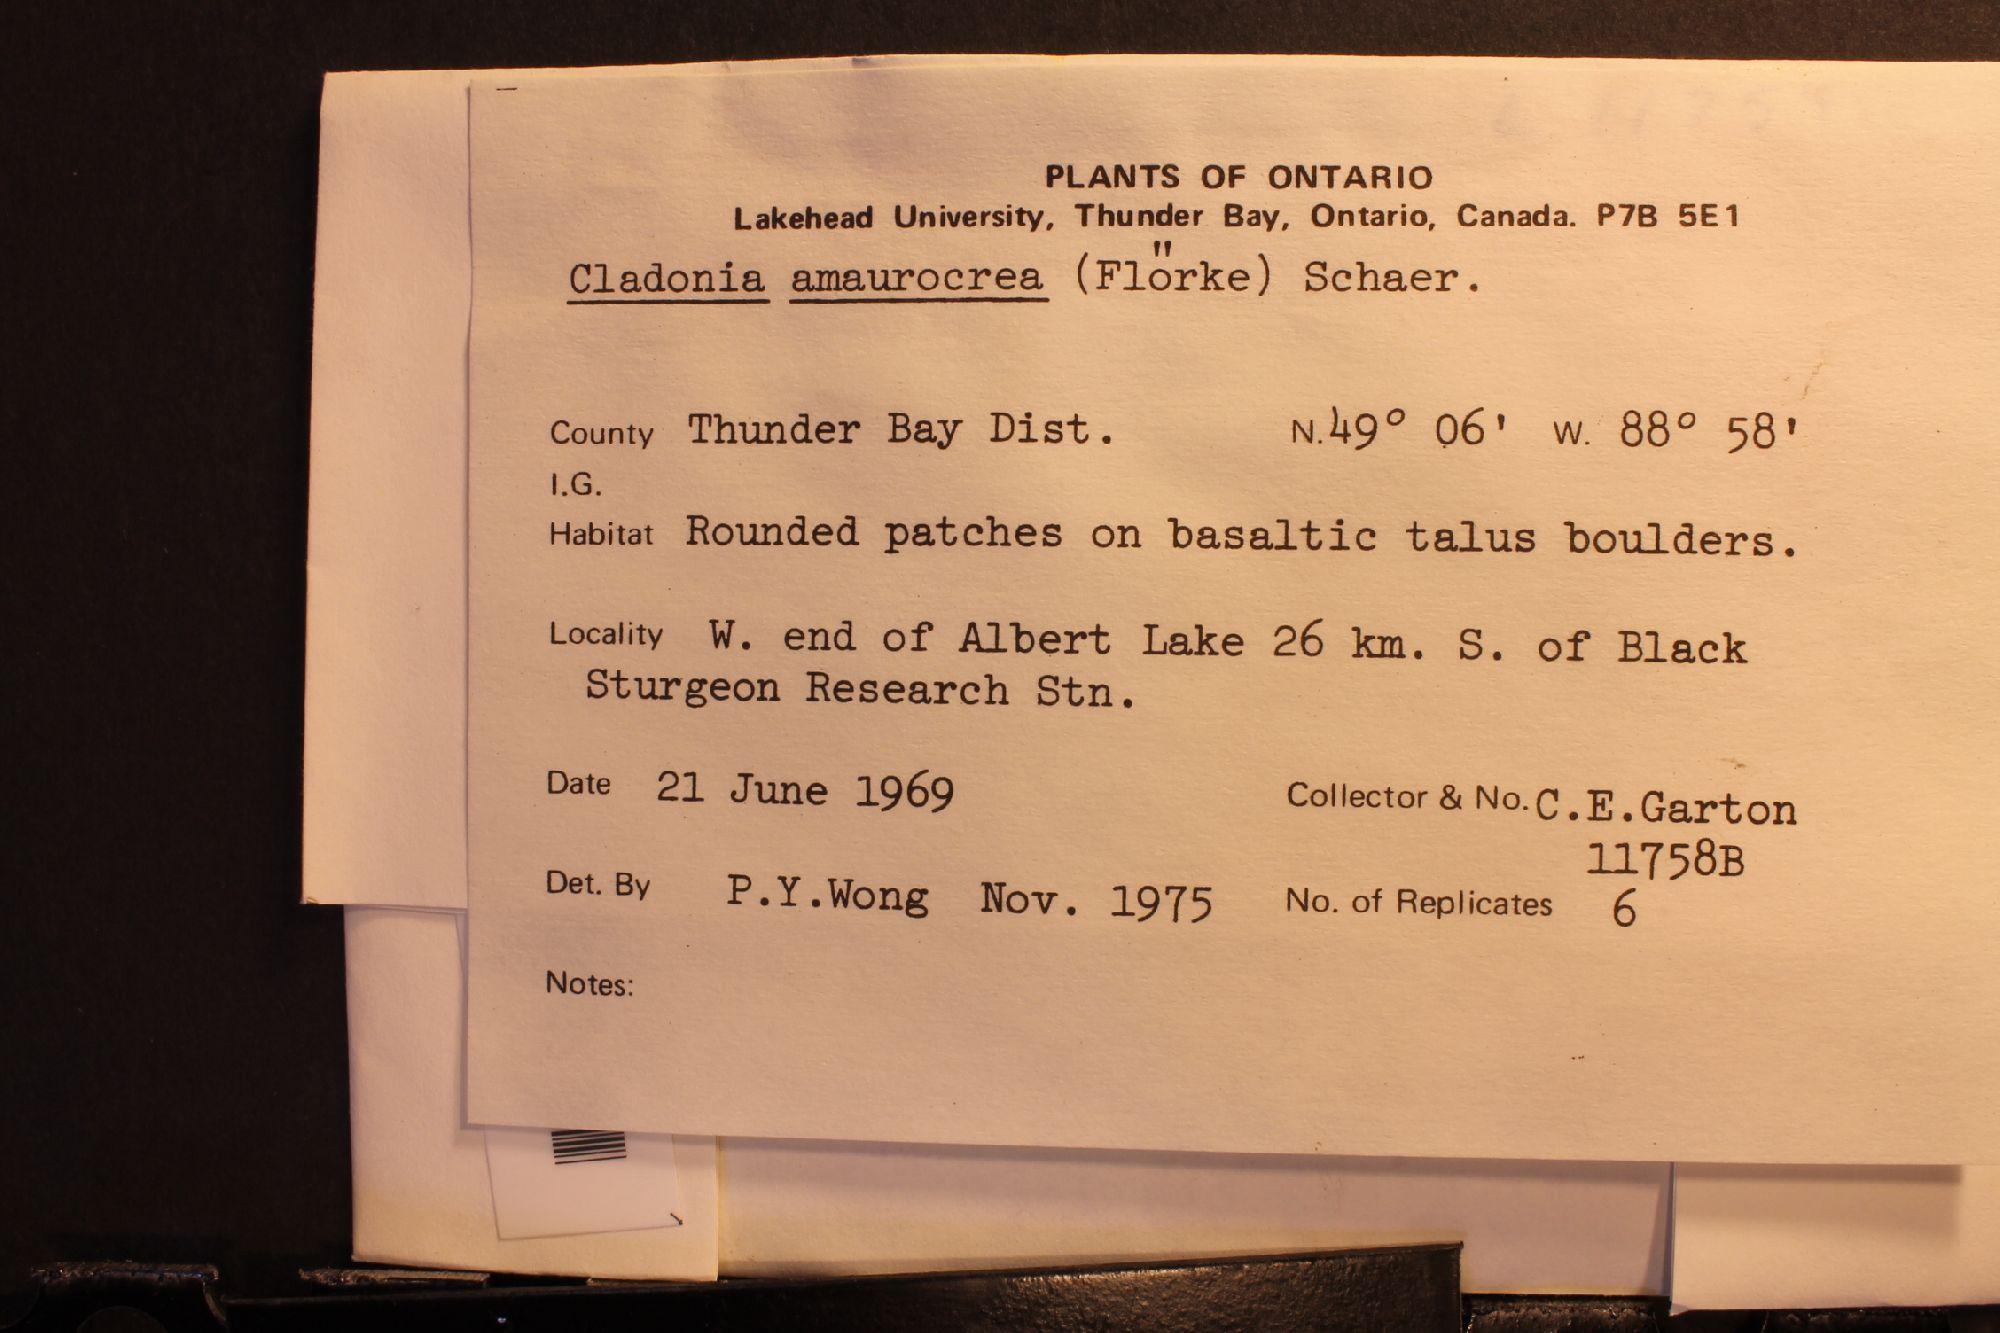 PLANTS OF ONTARIO
Lakehead University, Thunder Bay, Ontario, Canada. P7B 5E1
Cladonia amaurocrea (Flörke) Schaer.
County Thunder Bay Dist. N.49° 06' W. 88° 58'
I.G.
Habitat Rounded patches on basaltic talus boulders.
Locality W. end of Albert Lake 26 km. S. of Black
Sturgeon Research Stn.
Date 21 June 1969 Collector & No. C.E.Garton
11758B
Det. By P.Y.Wong Nov. 1975 No. of Replicates 6
Notes: